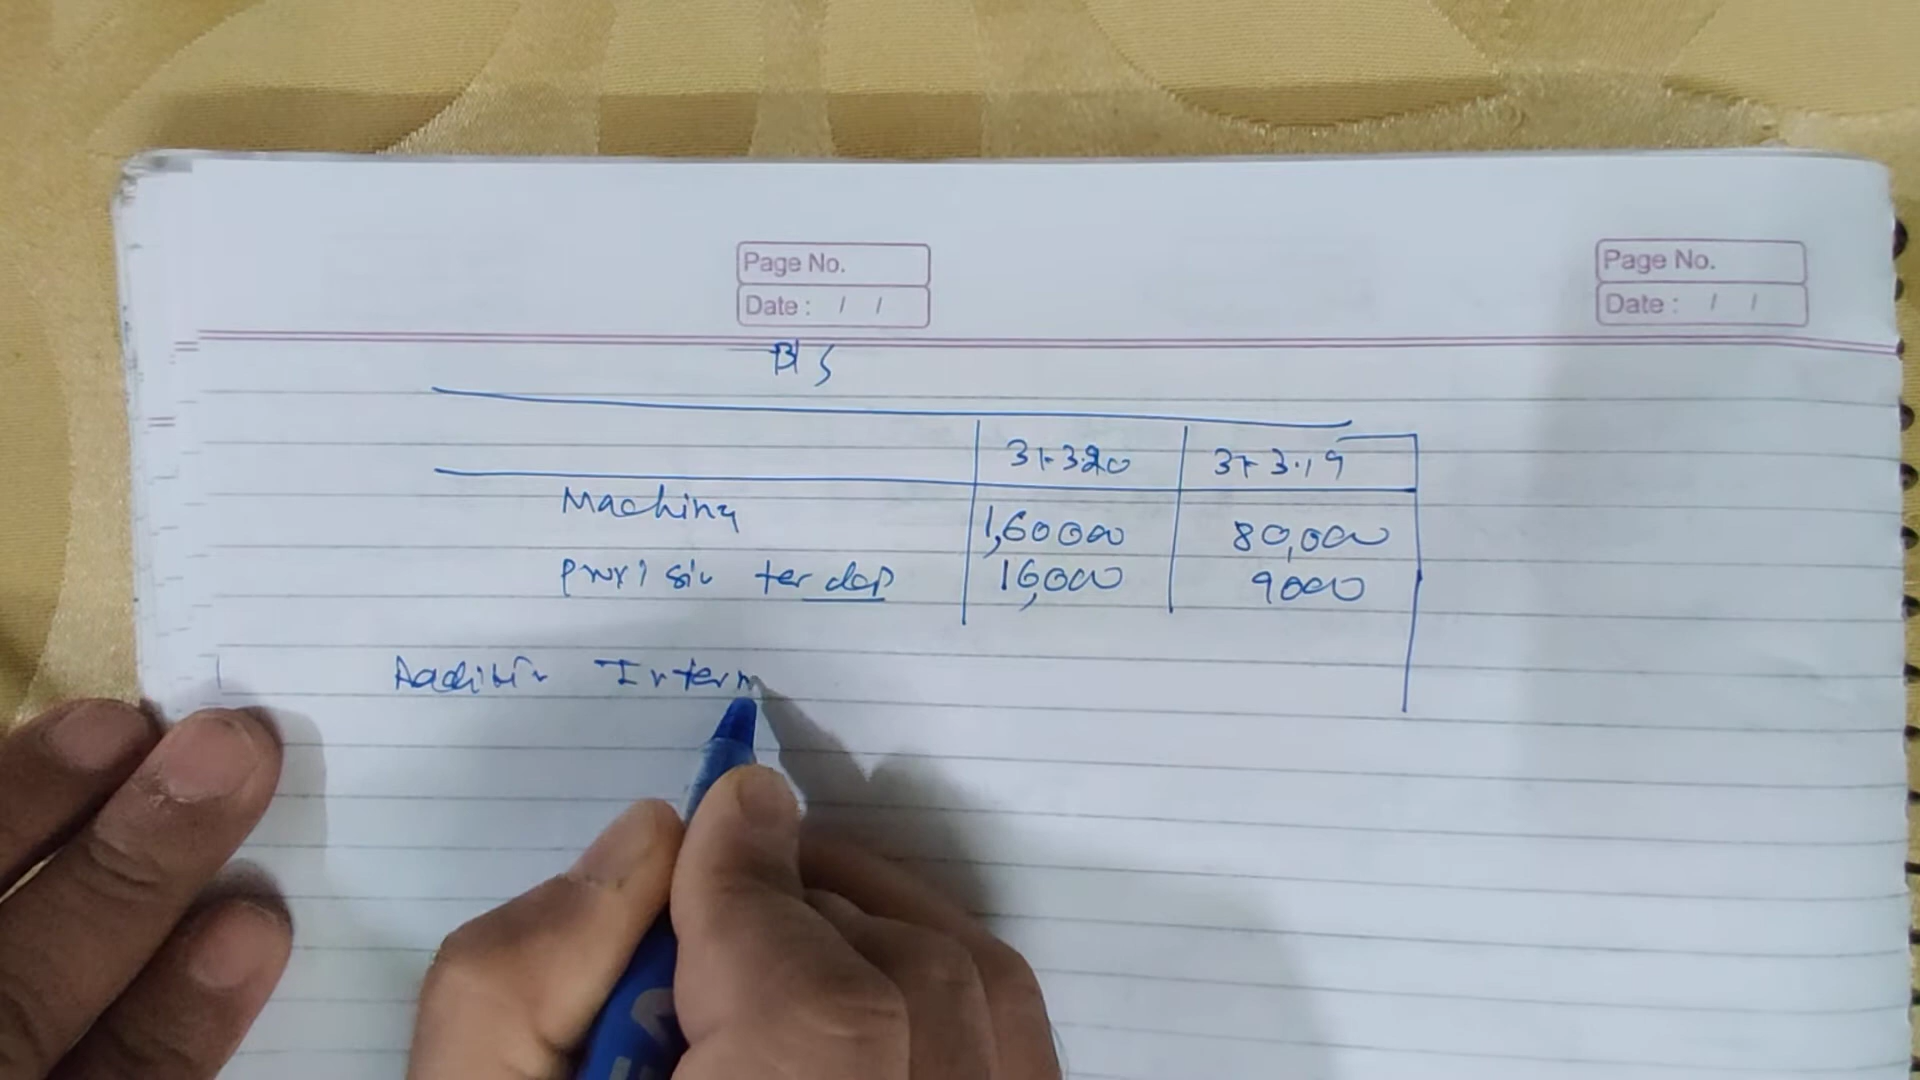 Page No.
Page No.
Date : / /
Date : / /
B/S
31.3.20 31.3.19
Machinery 1,60000 80,000
provision for dep 16,000 9000
Addition Interm